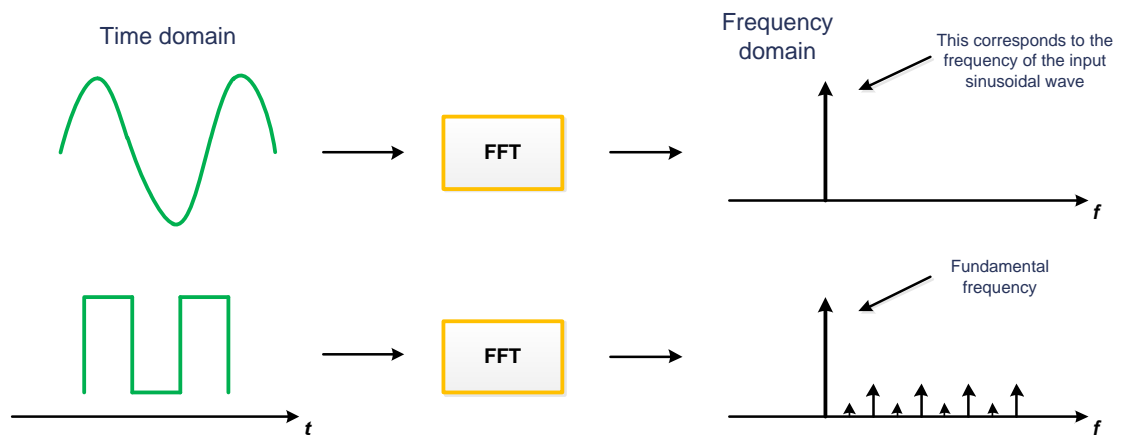 Time domain
Frequency
domain
This corresponds to the
frequency of the input
sinusoidal wave
FFT
f
Fundamental
frequency
FFT
t
f